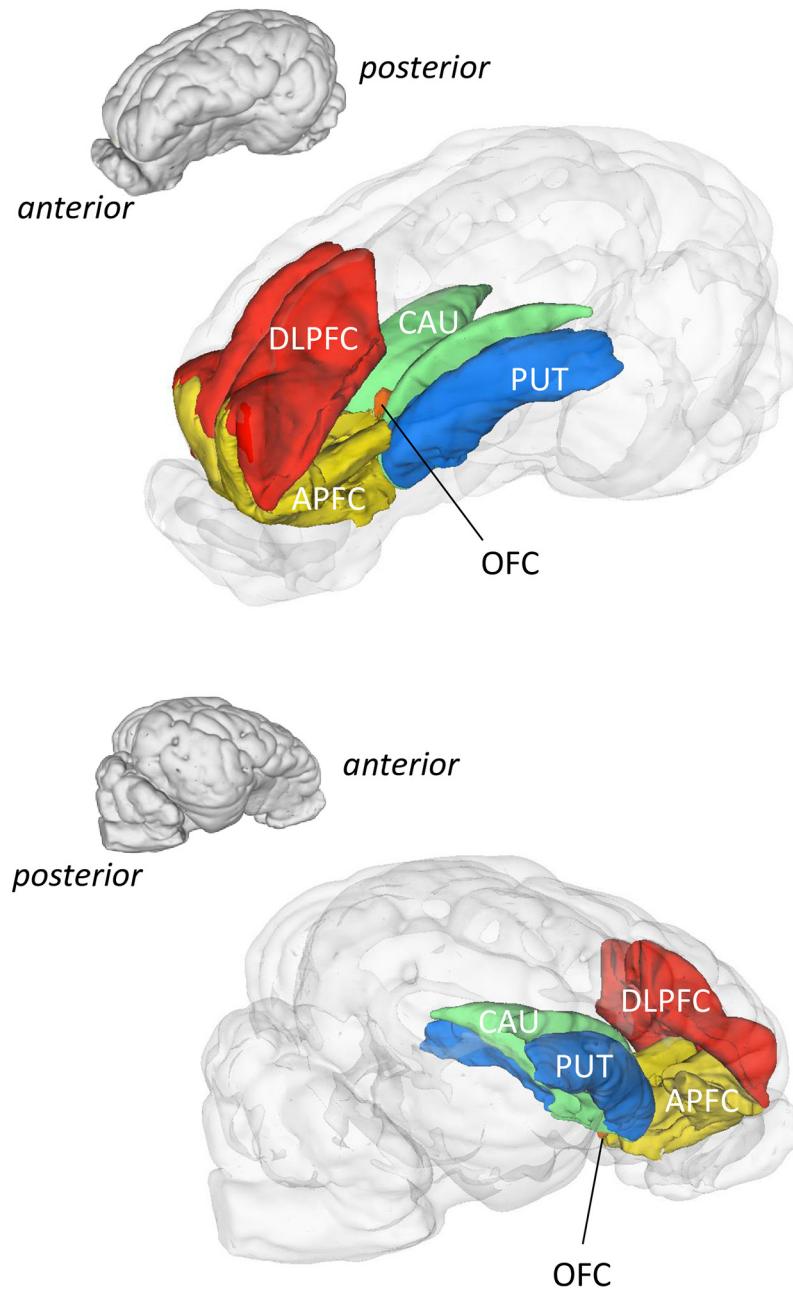 posterior
anterior
DLPFC
CAU
PUT
APFC
OFC
anterior
posterior
DLPFC
CAU
PUT
APFC
OFC